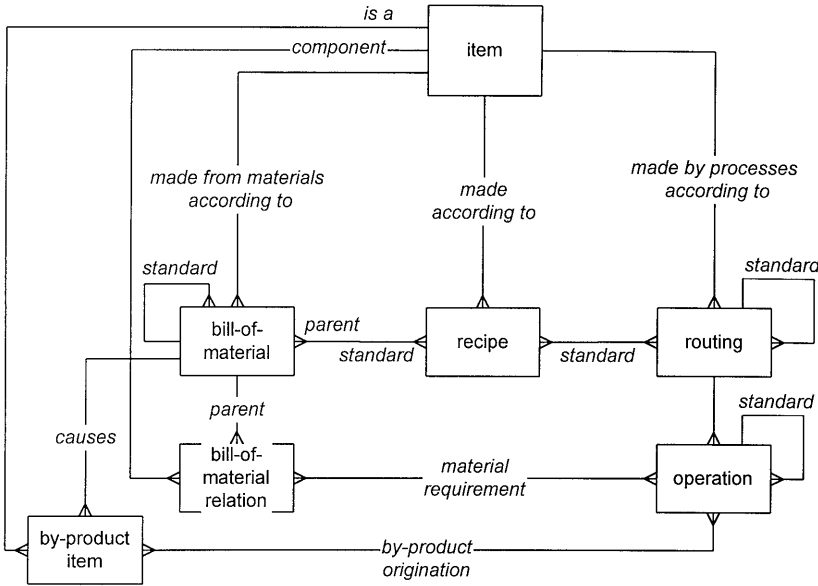 is a
component
item
made from materials
according to
made
according to
made by processes
according to
standard
standard
bill-of-
material
parent
standard
recipe
standard
routing
parent
standard
causes
bill-of-
material
relation
material
requirement
operation
by-product
item
by-product
origination